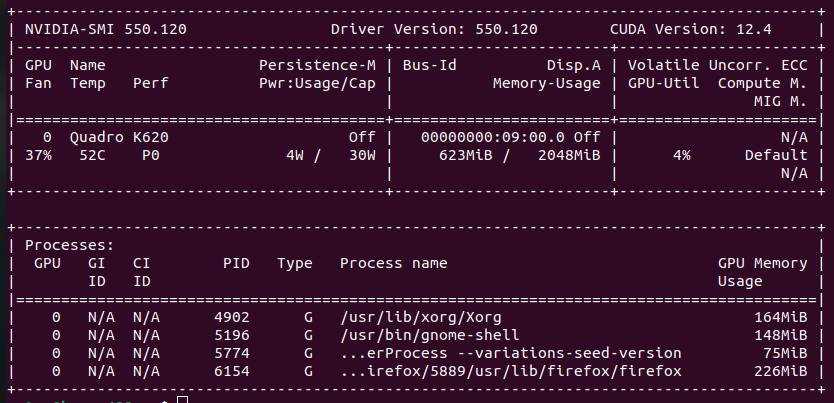 +-----------------------------------------------------------------------------------------+
| NVIDIA-SMI 550.120                Driver Version: 550.120        CUDA Version: 12.4     |
|-----------------------------------------+------------------------+----------------------+
| GPU  Name                 Persistence-M | Bus-Id          Disp.A | Volatile Uncorr. ECC |
| Fan  Temp   Perf          Pwr:Usage/Cap |           Memory-Usage | GPU-Util  Compute M. |
|                                         |                        |               MIG M. |
|=========================================+========================+======================|
|   0  Quadro K620                    Off |   00000000:09:00.0 Off |                  N/A |
| 37%   52C    P0              4W /   30W |     623MiB /   2048MiB |      4%      Default |
|                                         |                        |                  N/A |
+-----------------------------------------+------------------------+----------------------+
+-----------------------------------------------------------------------------------------+
| Processes:                                                                              |
|  GPU   GI   CI        PID   Type   Process name                              GPU Memory |
|        ID   ID                                                               Usage      |
|=========================================================================================|
|    0   N/A  N/A      4902      G   /usr/lib/xorg/Xorg                            164MiB |
|    0   N/A  N/A      5196      G   /usr/bin/gnome-shell                          148MiB |
|    0   N/A  N/A      5774      G   ...erProcess --variations-seed-version         75MiB |
|    0   N/A  N/A      6154      G   ...irefox/5889/usr/lib/firefox/firefox        226MiB |
+-----------------------------------------------------------------------------------------+